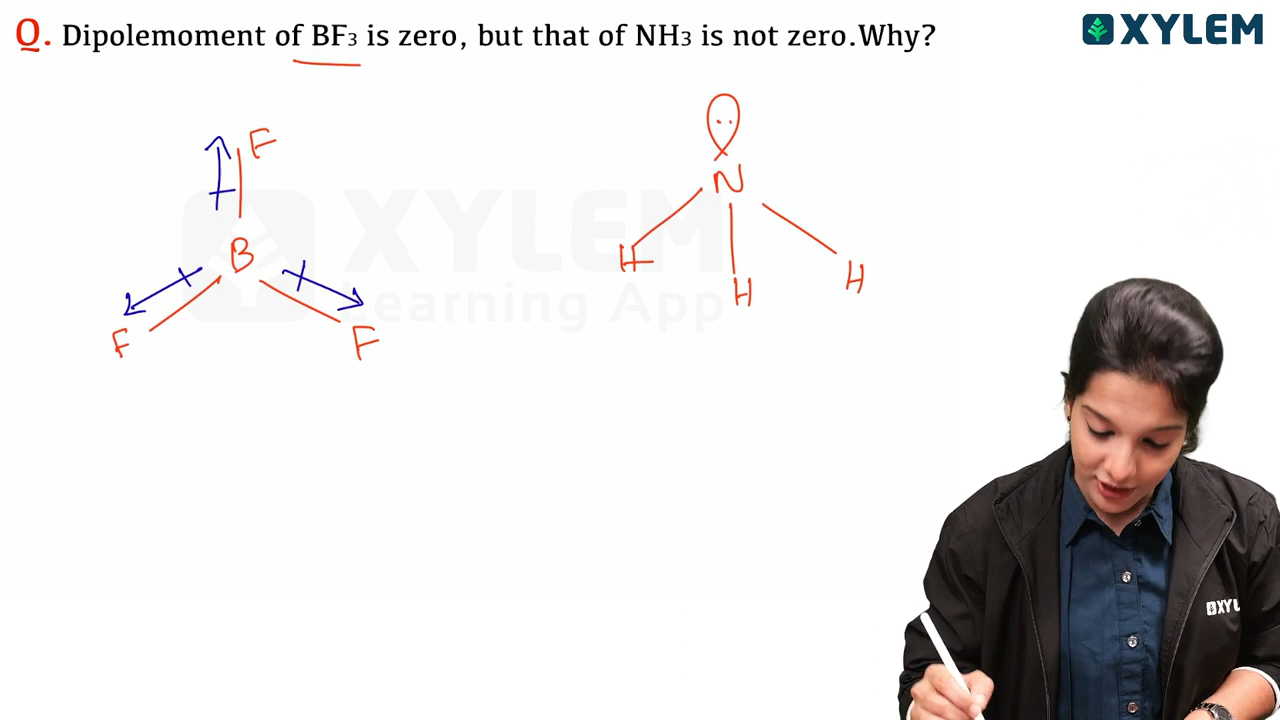 Q. Dipolemoment of BF₃ is zero, but that of NH₃ is not zero.Why?
XYLEM
F
B
F
F
N
H
H
H
XYLEM
Learning App
XYL